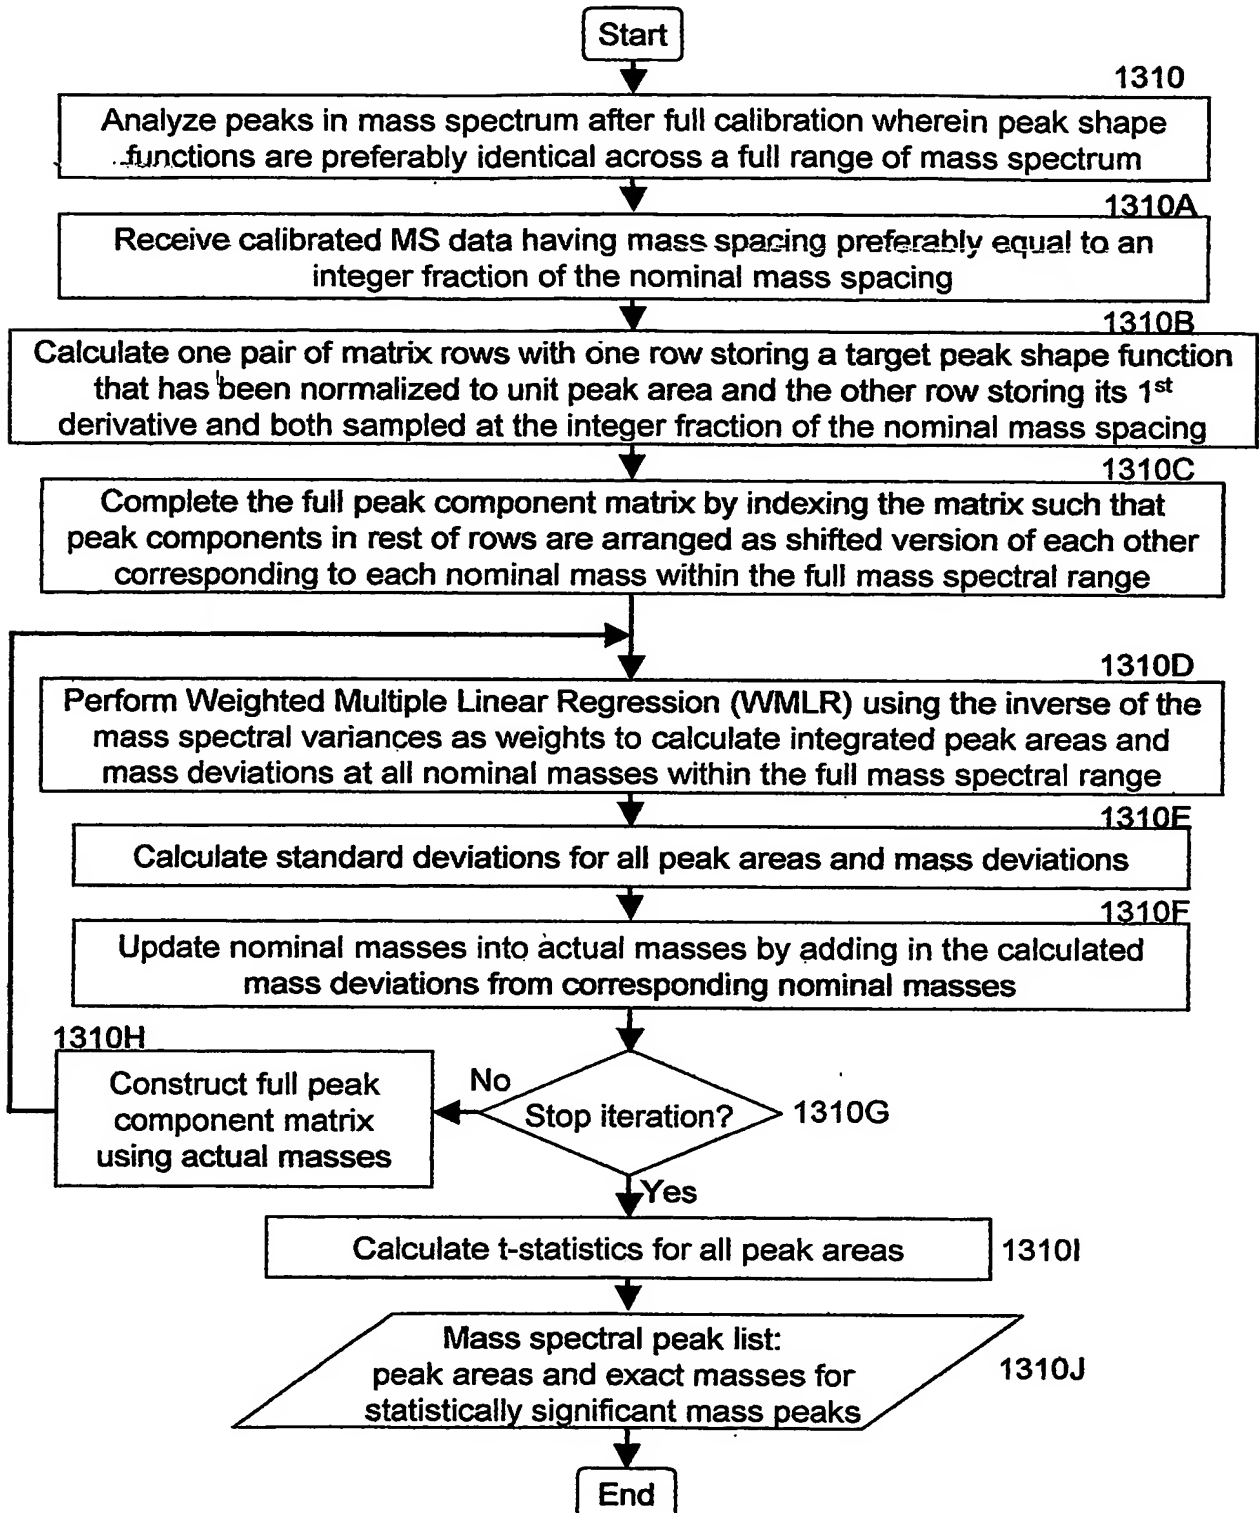 Start
1310
Analyze peaks in mass spectrum after full calibration wherein peak shape
functions are preferably identical across a full range of mass spectrum
1310A
Receive calibrated MS data having mass spacing preferably equal to an
integer fraction of the nominal mass spacing
1310B
Calculate one pair of matrix rows with one row storing a target peak shape function
that has been normalized to unit peak area and the other row storing its 1st
derivative and both sampled at the integer fraction of the nominal mass spacing
1310C
Complete the full peak component matrix by indexing the matrix such that
peak components in rest of rows are arranged as shifted version of each other
corresponding to each nominal mass within the full mass spectral range
1310D
Perform Weighted Multiple Linear Regression (WMLR) using the inverse of the
mass spectral variances as weights to calculate integrated peak areas and
mass deviations at all nominal masses within the full mass spectral range
1310E
Calculate standard deviations for all peak areas and mass deviations
1310F
Update nominal masses into actual masses by adding in the calculated
mass deviations from corresponding nominal masses
1310H
Construct full peak
component matrix
using actual masses
No
Stop iteration?
1310G
Yes
Calculate t-statistics for all peak areas
1310I
Mass spectral peak list:
peak areas and exact masses for
statistically significant mass peaks
1310J
End